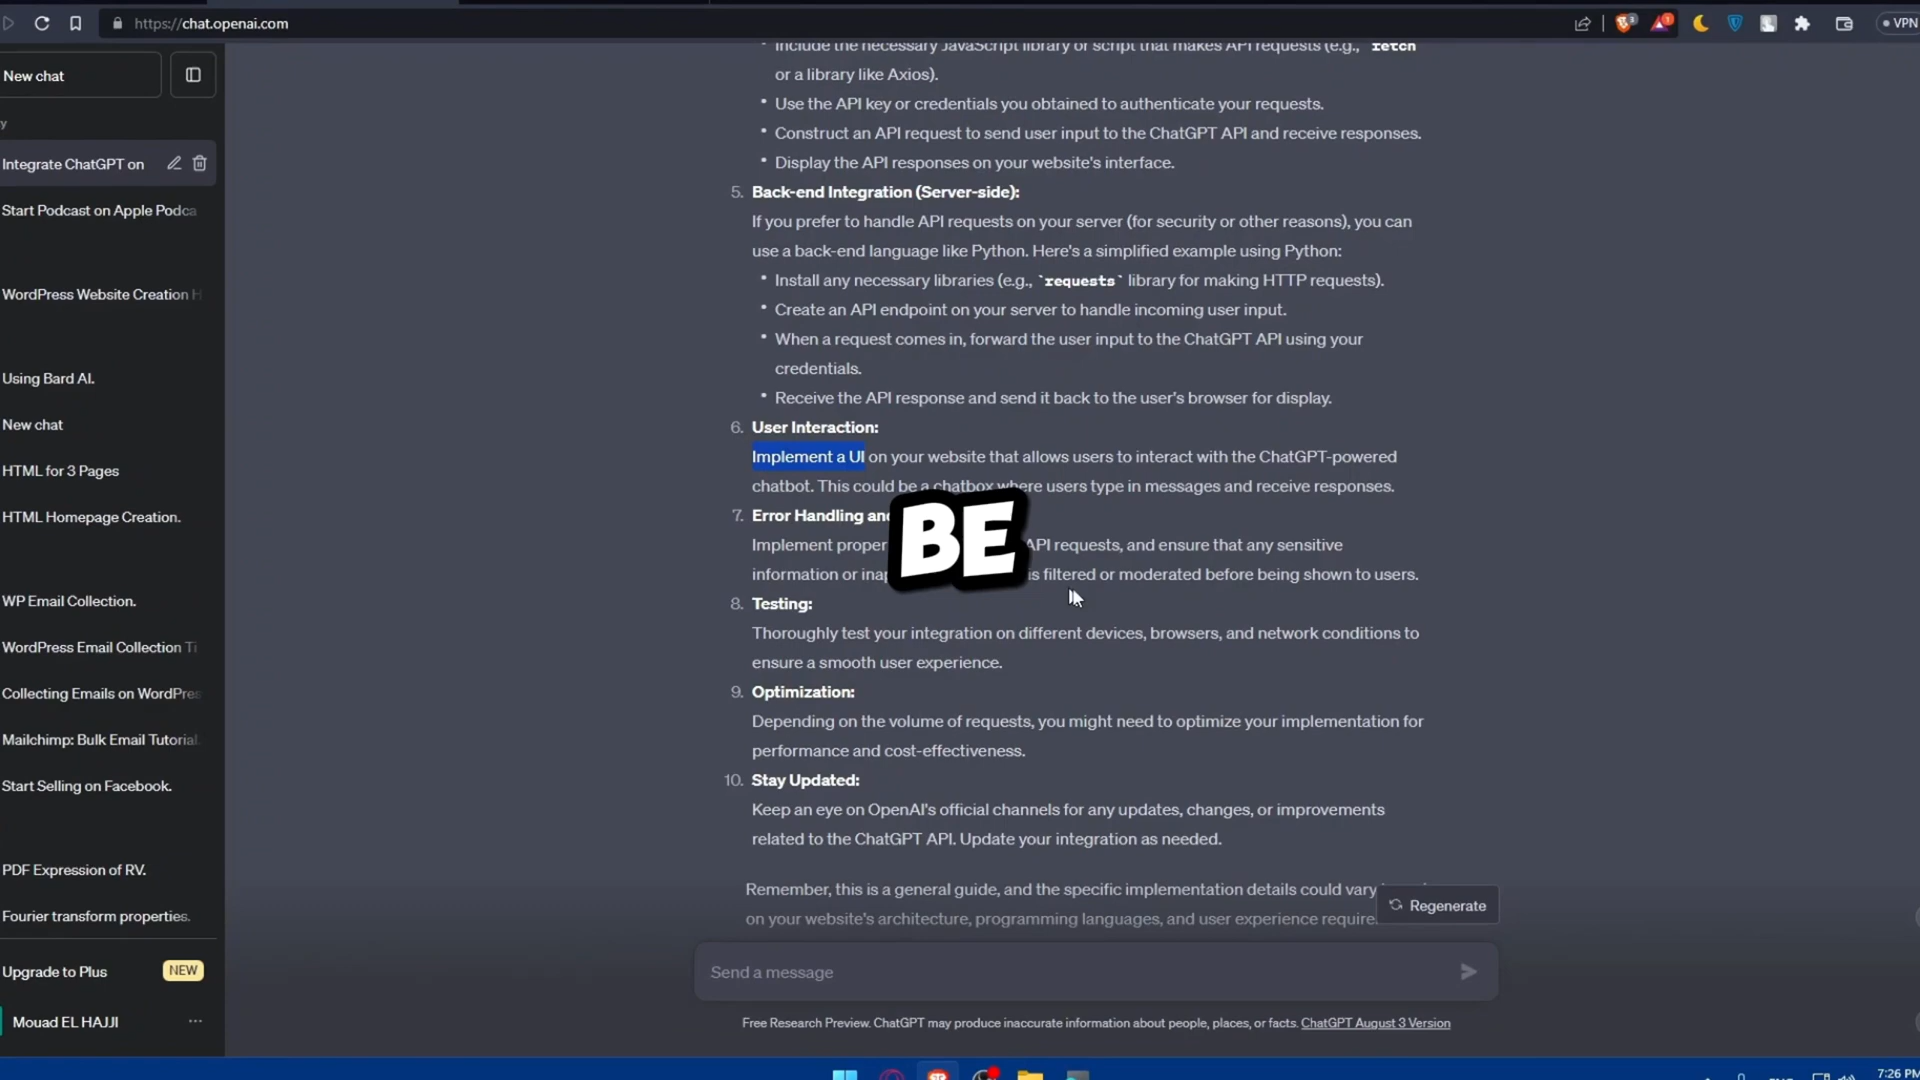 https://chat.openai.com
VPN
New chat
y
Integrate ChatGPT on
Start Podcast on Apple Podca
WordPress Website Creation H
Using Bard AI.
New chat
HTML for 3 Pages
HTML Homepage Creation.
WP Email Collection.
WordPress Email Collection Ti
Collecting Emails on WordPres
Mailchimp: Bulk Email Tutorial
Start Selling on Facebook.
PDF Expression of RV.
Fourier transform properties.
Upgrade to Plus NEW
Mouad EL HAJJI
Include the necessary JavaScript library or script that makes API requests (e.g., `fetch
or a library like Axios).
• Use the API key or credentials you obtained to authenticate your requests.
• Construct an API request to send user input to the ChatGPT API and receive responses.
• Display the API responses on your website's interface.
5. Back-end Integration (Server-side):
If you prefer to handle API requests on your server (for security or other reasons), you can
use a back-end language like Python. Here's a simplified example using Python:
• Install any necessary libraries (e.g., `requests` library for making HTTP requests).
• Create an API endpoint on your server to handle incoming user input.
• When a request comes in, forward the user input to the ChatGPT API using your
credentials.
• Receive the API response and send it back to the user's browser for display.
6. User Interaction:
Implement a UI on your website that allows users to interact with the ChatGPT-powered
chatbot. This could be a chatbox where users type in messages and receive responses.
7. Error Handling and
Implement proper API requests, and ensure that any sensitive
information or inap is filtered or moderated before being shown to users.
BE
8. Testing:
Thoroughly test your integration on different devices, browsers, and network conditions to
ensure a smooth user experience.
9. Optimization:
Depending on the volume of requests, you might need to optimize your implementation for
performance and cost-effectiveness.
10. Stay Updated:
Keep an eye on OpenAI's official channels for any updates, changes, or improvements
related to the ChatGPT API. Update your integration as needed.
Remember, this is a general guide, and the specific implementation details could vary
on your website's architecture, programming languages, and user experience require
Regenerate
Send a message
Free Research Preview. ChatGPT may produce inaccurate information about people, places, or facts. ChatGPT August 3 Version
7:26 PM